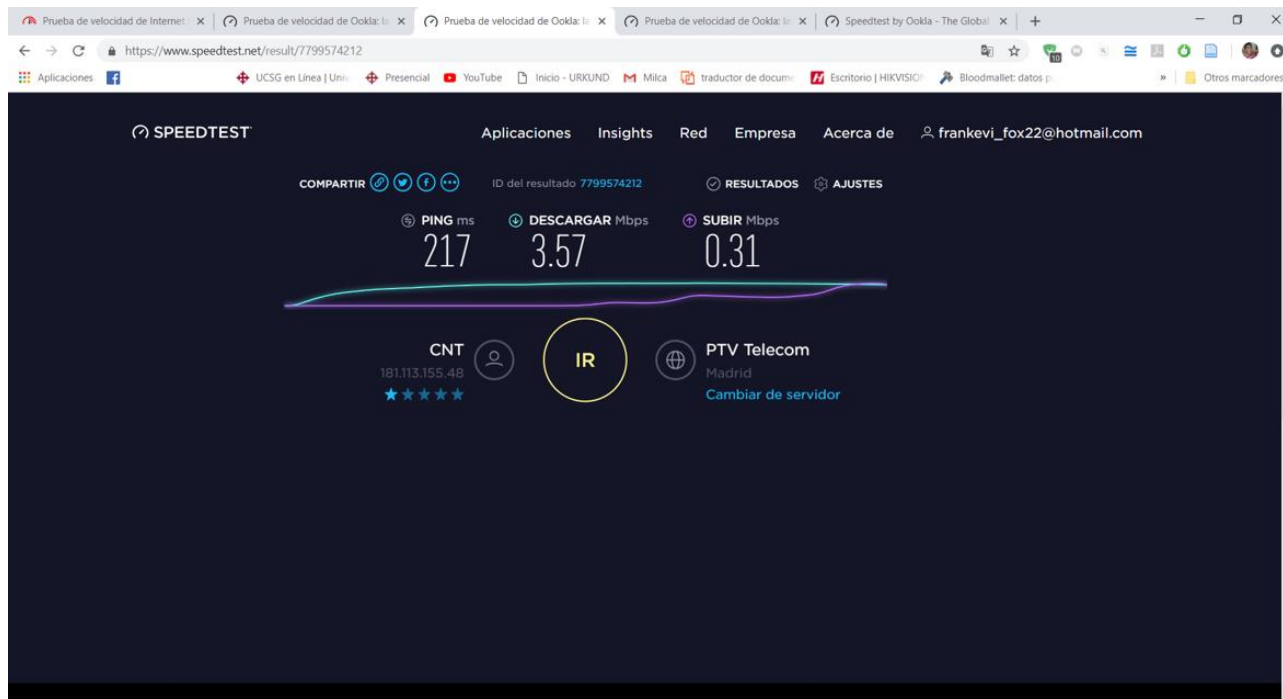 Prueba de velocidad de Internet Prueba de velocidad de Ookla: la Prueba de velocidad de Ookla: la Prueba de velocidad de Ookla: la Speedtest by Ookla - The Global
https://www.speedtest.net/result/7799574212 10
Aplicaciones UCSG en Línea | Univ Presencial YouTube Inicio - URKUND Milca traductor de docume Escritorio | HIKVISION Bloodmallet: datos p » Otros marcadores
SPEEDTEST Aplicaciones Insights Red Empresa Acerca de frankevi_fox22@hotmail.com
COMPARTIR ID del resultado 7799574212 RESULTADOS AJUSTES
PING ms DESCARGAR Mbps SUBIR Mbps
217 3.57 0.31
CNT IR PTV Telecom
181.113.155.48 Madrid
Cambiar de servidor